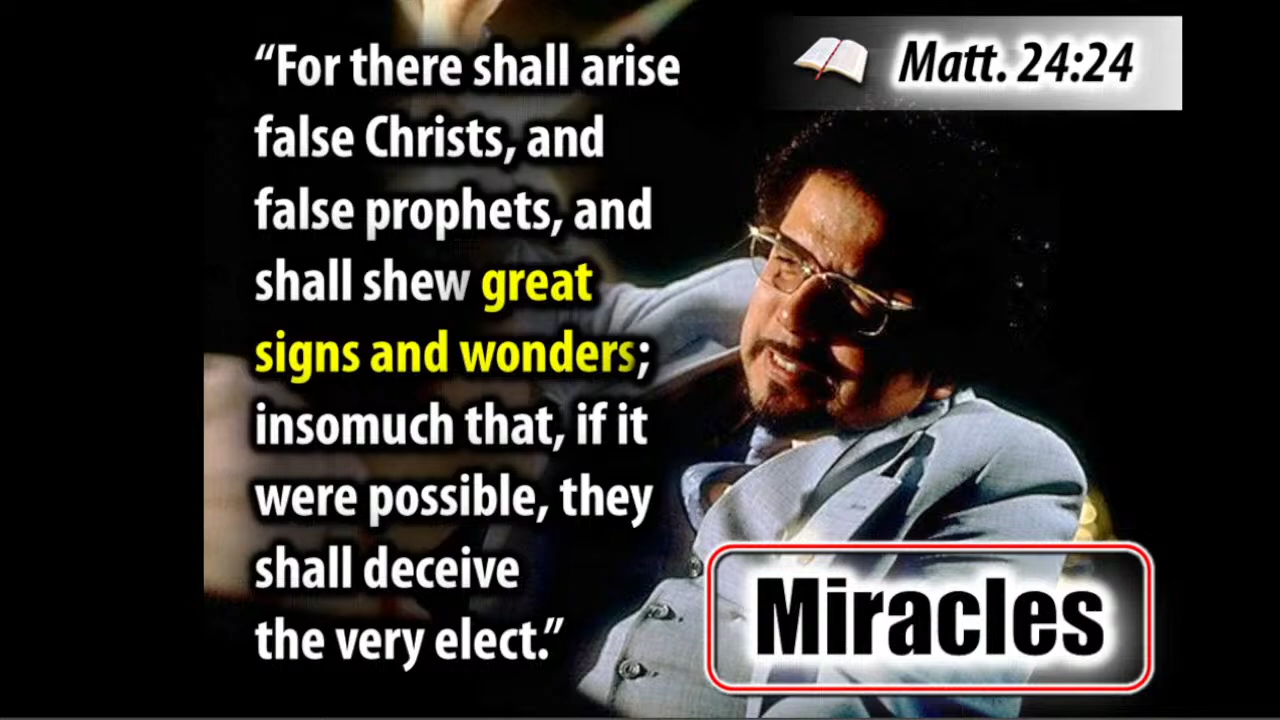 “For there shall arise
false Christs, and
false prophets, and
shall shew great
signs and wonders;
insomuch that, if it
were possible, they
shall deceive
the very elect.”
Matt. 24:24
Miracles